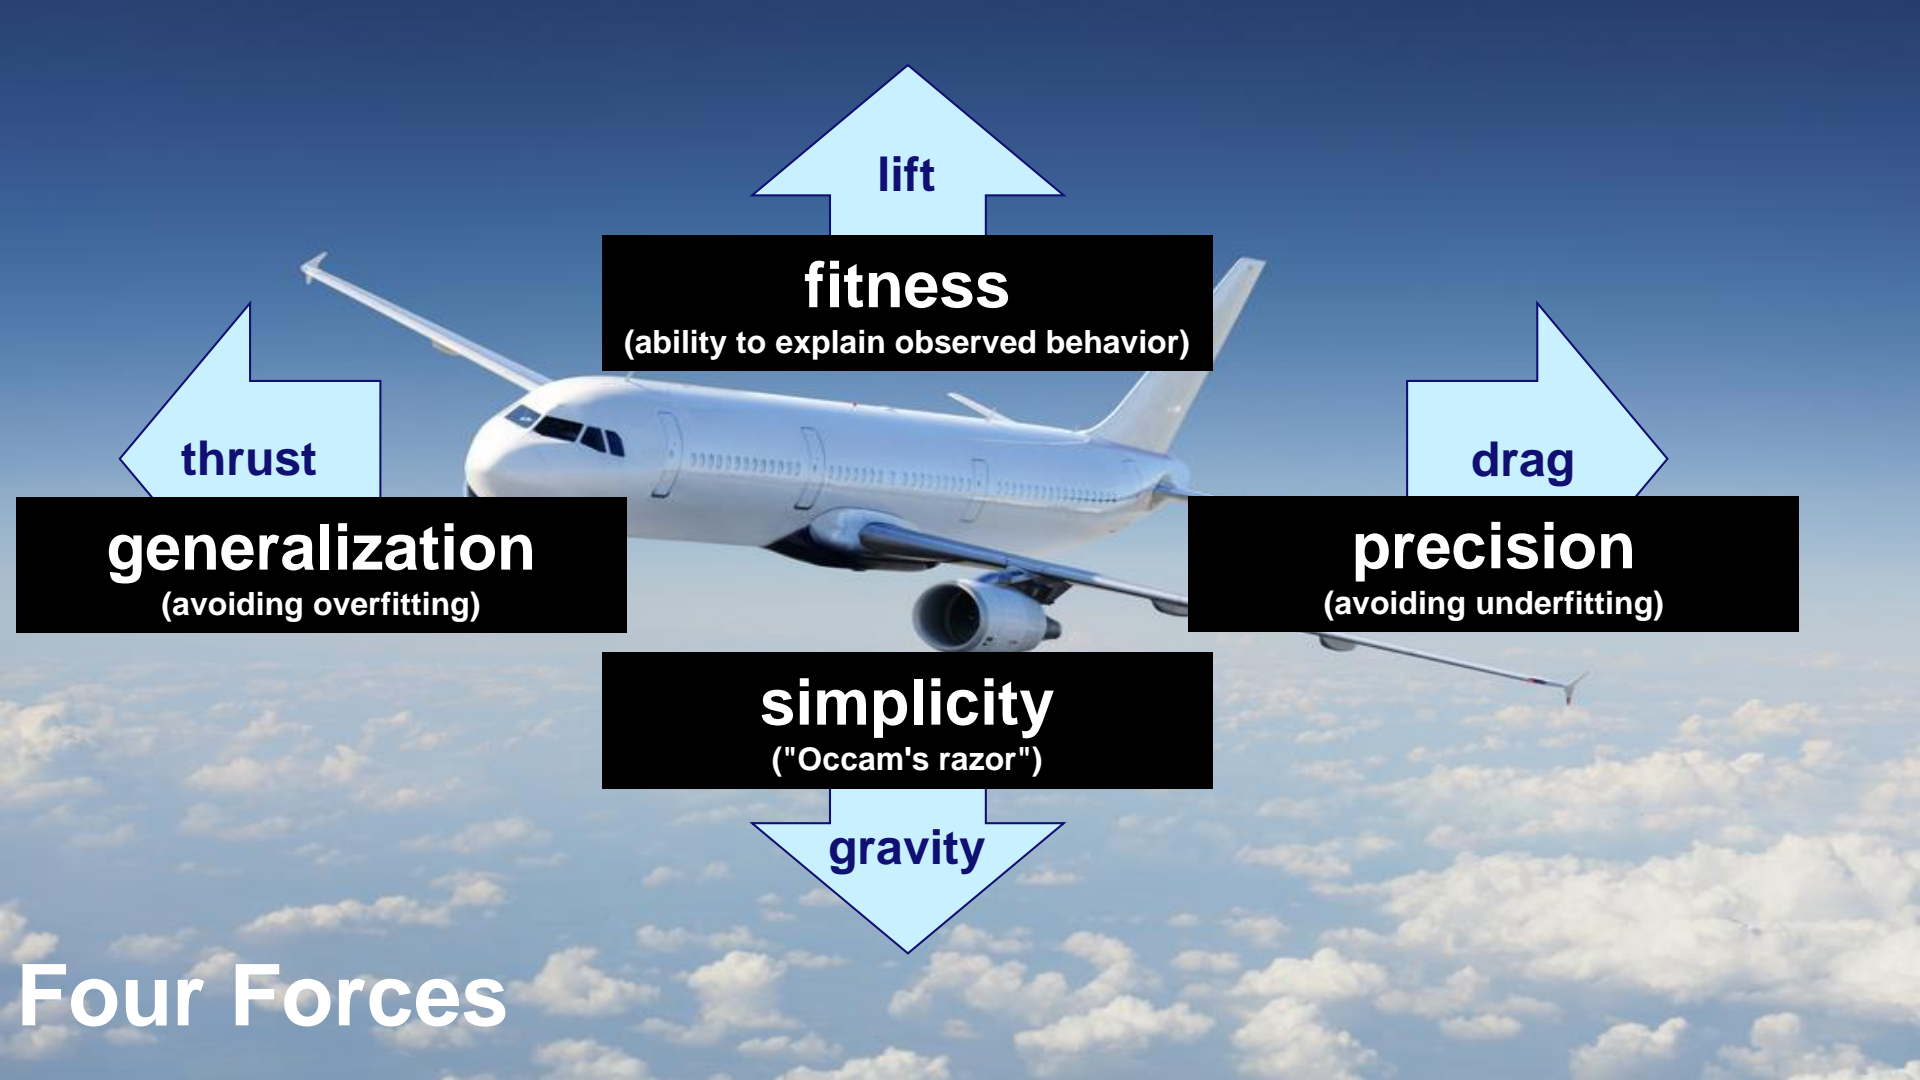 lift
fitness
(ability to explain observed behavior)
thrust
drag
generalization
(avoiding overfitting)
precision
(avoiding underfitting)
simplicity
("Occam's razor")
gravity
Four Forces